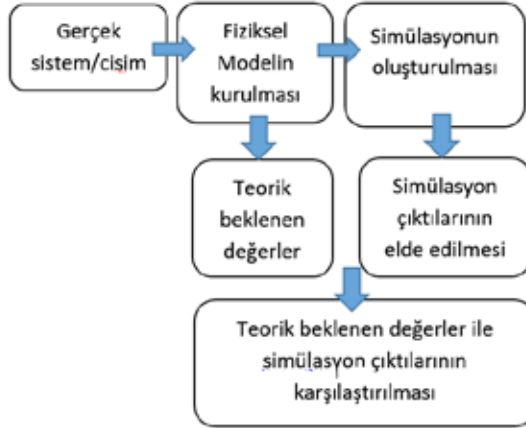 Gerçek
sistem/cisim
Fiziksel
Modelin
kurulması
Simülasyonun
oluşturulması
Teorik
beklenen
değerler
Simülasyon
çıktılarının
elde edilmesi
Teorik beklenen değerler ile
simülasyon çıktılarının
karşılaştırılması